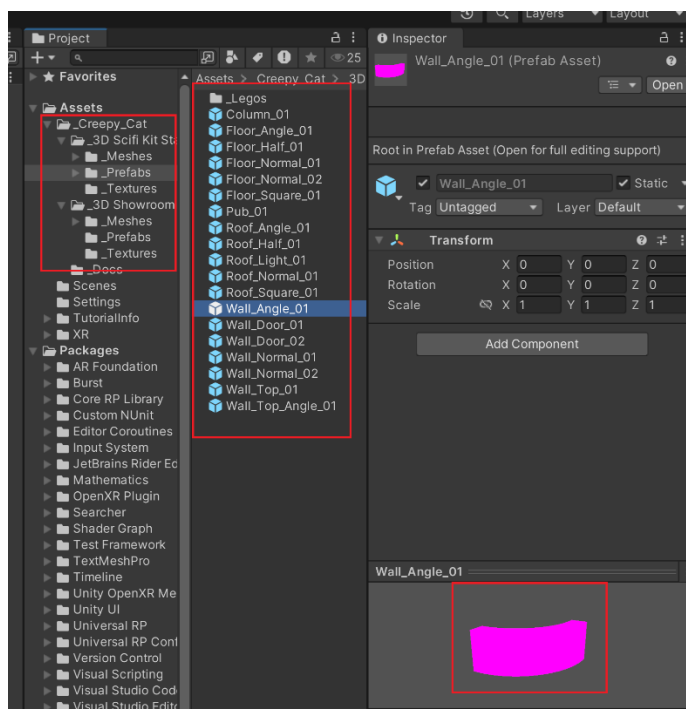 Layers
Layout
Project
25
Favorites
Assets
_Creepy_Cat
_3D Scifi Kit Sta
_Meshes
_Prefabs
_Textures
_3D Showroom
_Meshes
_Prefabs
_Textures
_Docs
Scenes
Settings
TutorialInfo
XR
Packages
AR Foundation
Burst
Core RP Library
Custom NUnit
Editor Coroutines
Input System
JetBrains Rider Ed
Mathematics
OpenXR Plugin
Searcher
Shader Graph
Test Framework
TextMeshPro
Timeline
Unity OpenXR Me
Unity UI
Universal RP
Universal RP Conf
Version Control
Visual Scripting
Visual Studio Cod
Visual Studio Edit
Assets > Creepy_Cat > 3D
_Legos
Column_01
Floor_Angle_01
Floor_Half_01
Floor_Normal_01
Floor_Normal_02
Floor_Square_01
Pub_01
Roof_Angle_01
Roof_Half_01
Roof_Light_01
Roof_Normal_01
Roof_Square_01
Wall_Angle_01
Wall_Door_01
Wall_Door_02
Wall_Normal_01
Wall_Normal_02
Wall_Top_01
Wall_Top_Angle_01
Inspector
Wall_Angle_01 (Prefab Asset)
Open
Root in Prefab Asset (Open for full editing support)
Wall_Angle_01 Static
Tag Untagged Layer Default
Transform
Position X 0 Y 0 Z 0
Rotation X 0 Y 0 Z 0
Scale X 1 Y 1 Z 1
Add Component
Wall_Angle_01